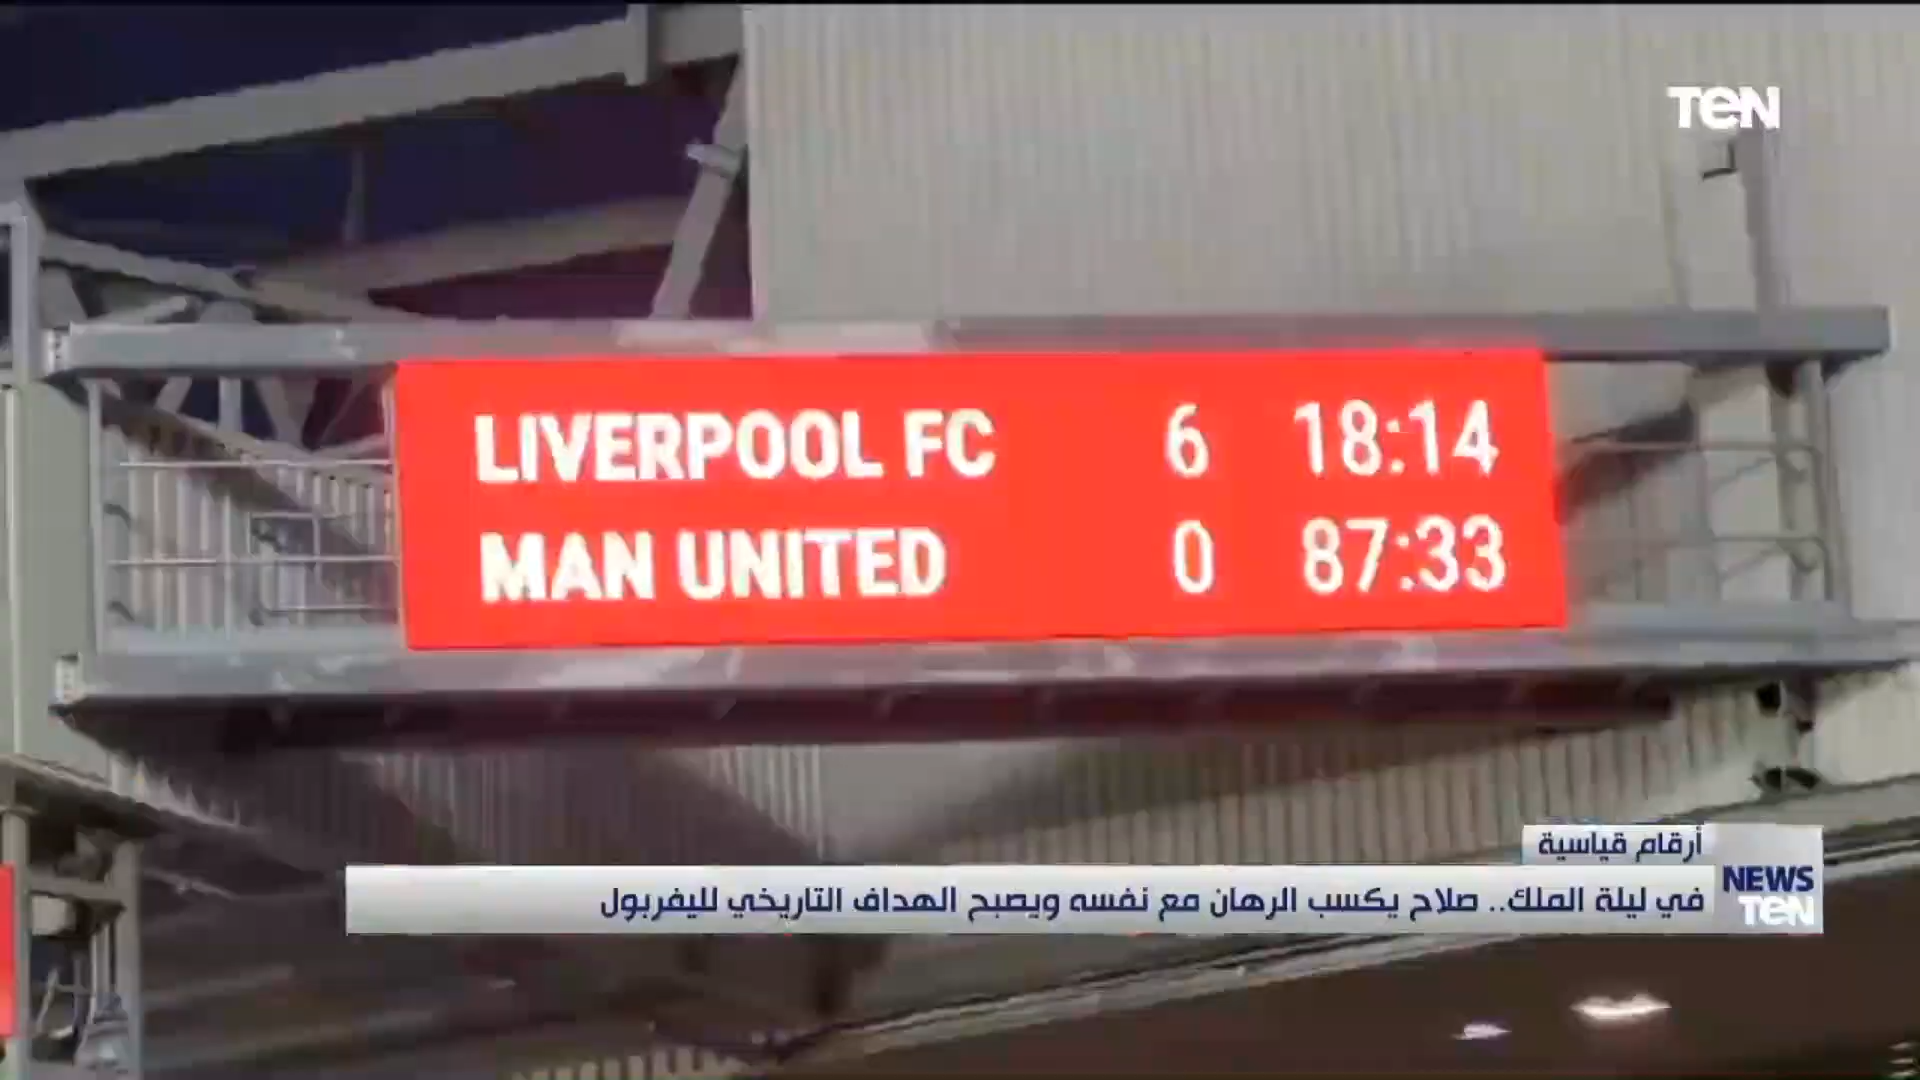 TeN
LIVERPOOL FC 6 18:14
MAN UNITED 0 87:33
أرقام قياسية
في ليلة الملك.. صلاح يكسب الرهان مع نفسه ويصبح الهداف التاريخي لليفربول
NEWS
TeN